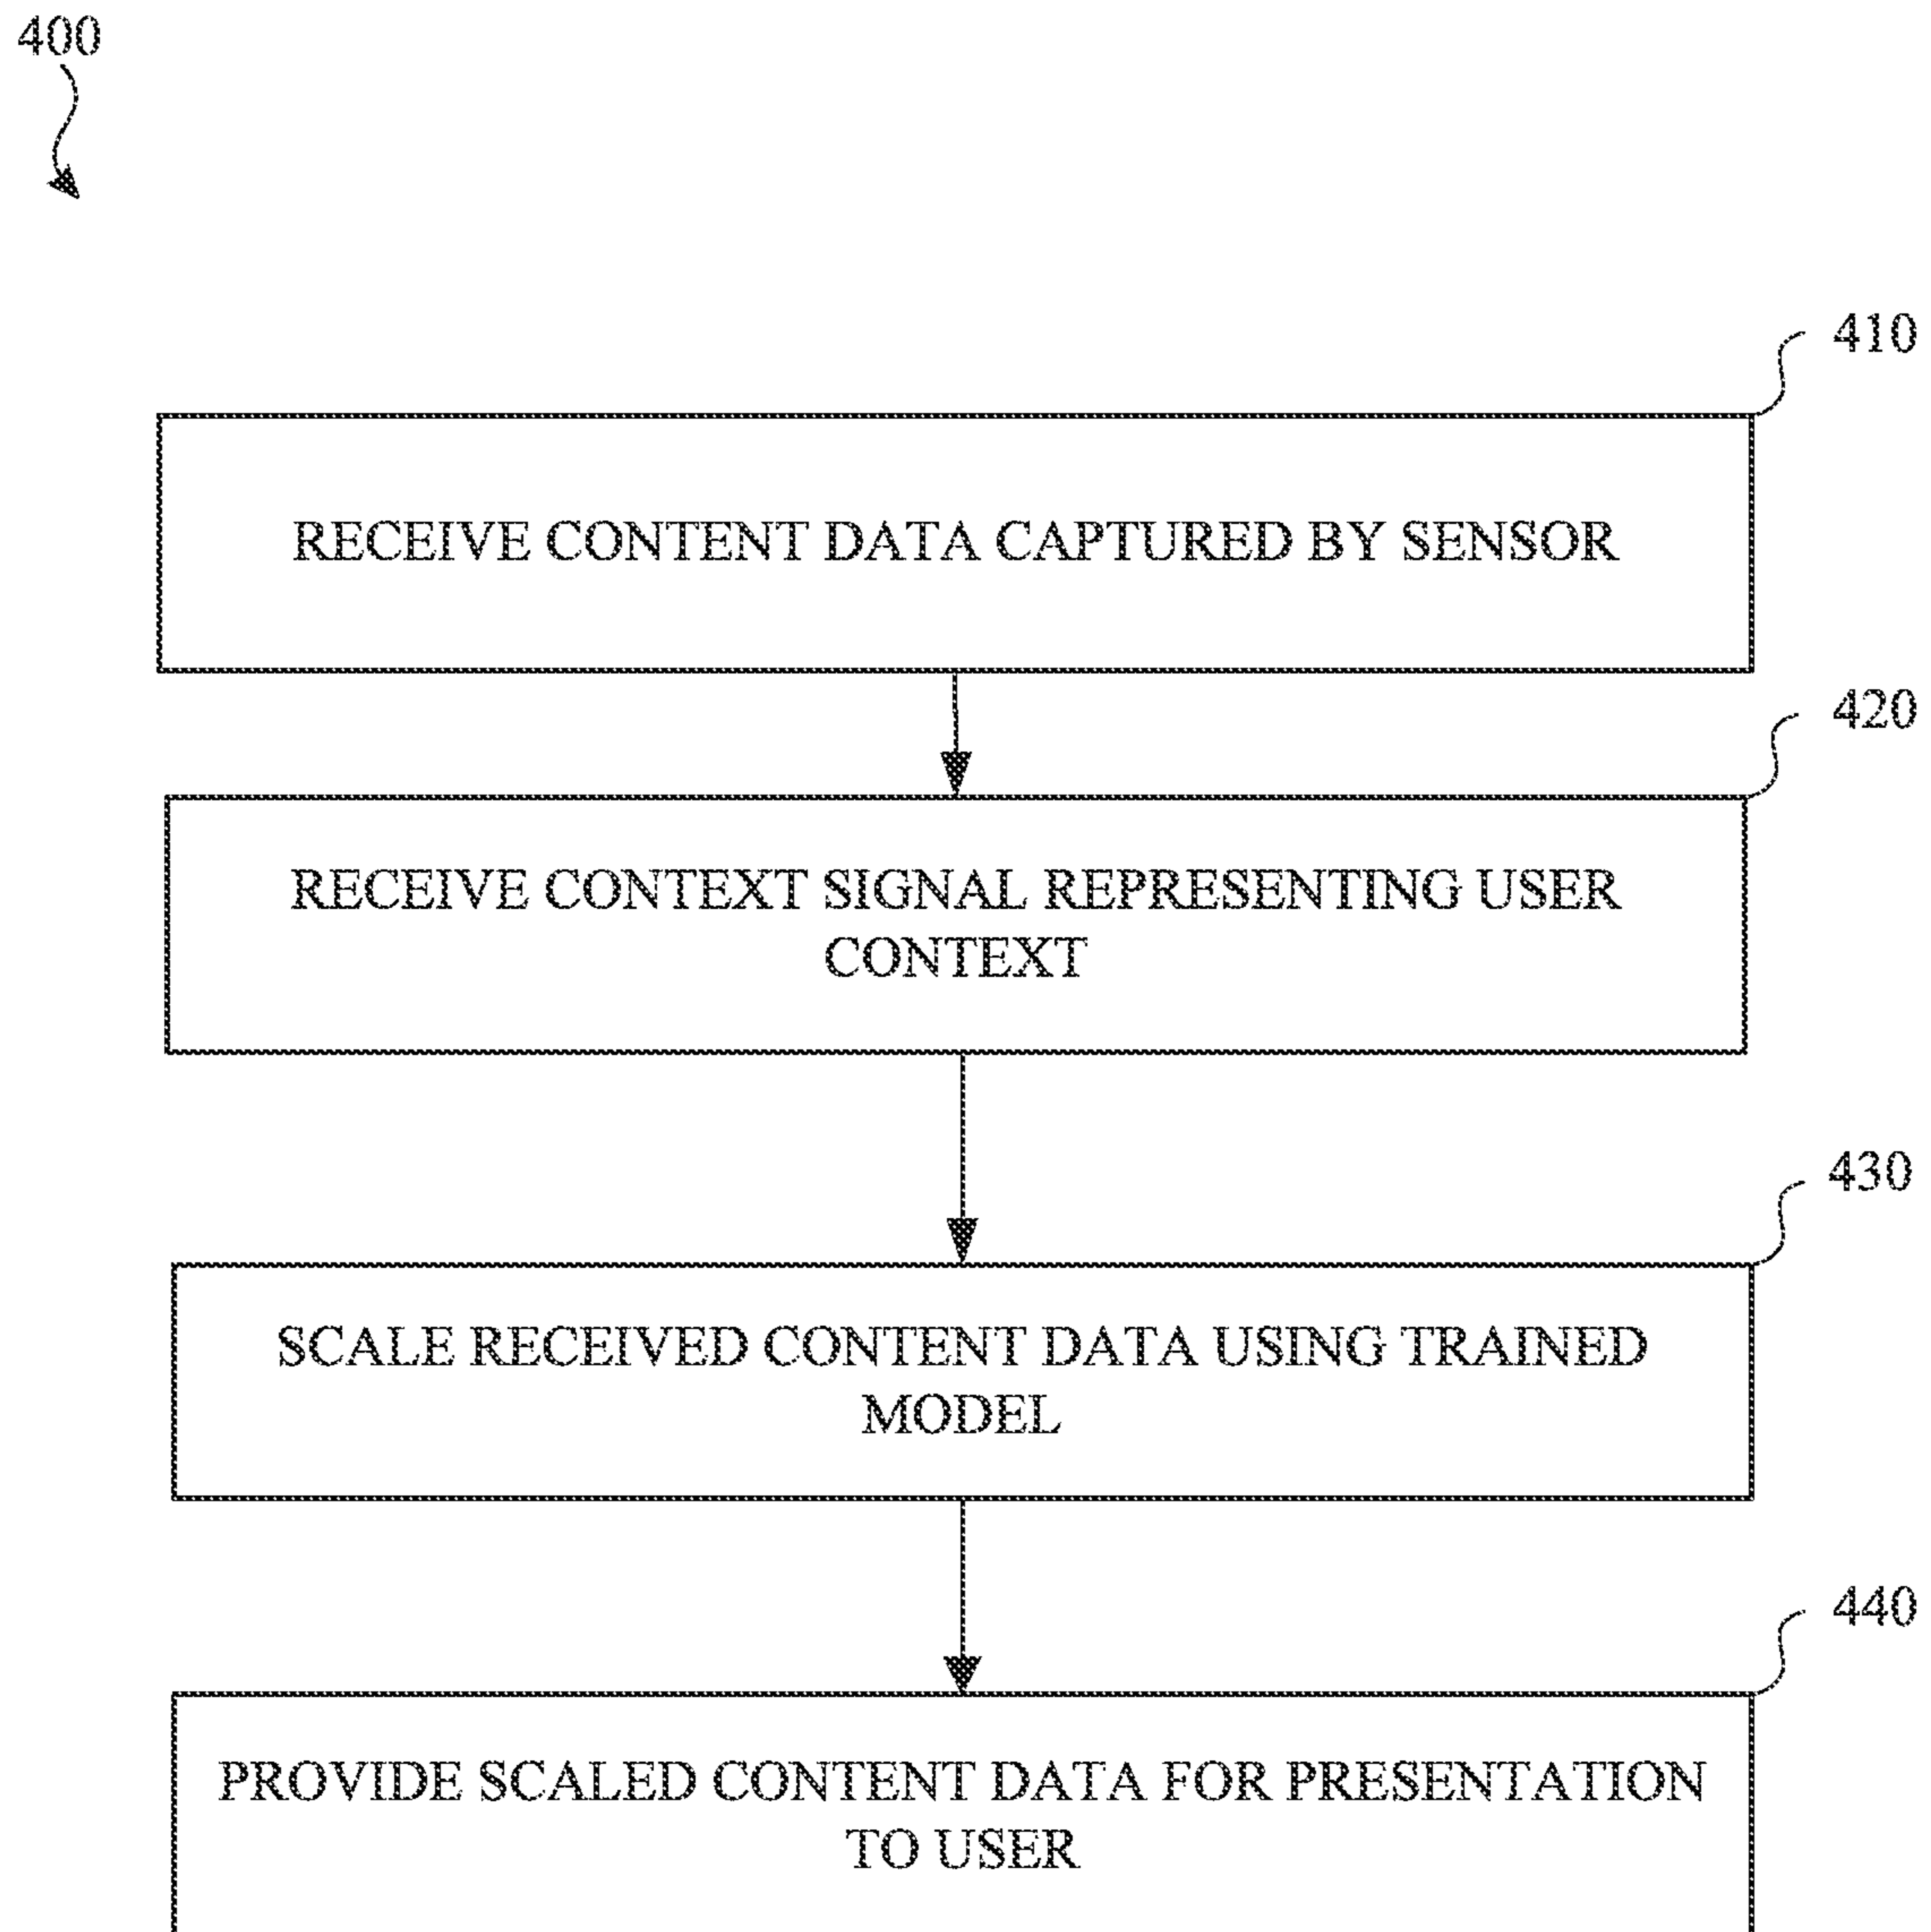 400
410
RECEIVE CONTENT DATA CAPTURED BY SENSOR
420
RECEIVE CONTEXT SIGNAL REPRESENTING USER
CONTEXT
430
SCALE RECEIVED CONTENT DATA USING TRAINED
MODEL
440
PROVIDE SCALED CONTENT DATA FOR PRESENTATION
TO USER